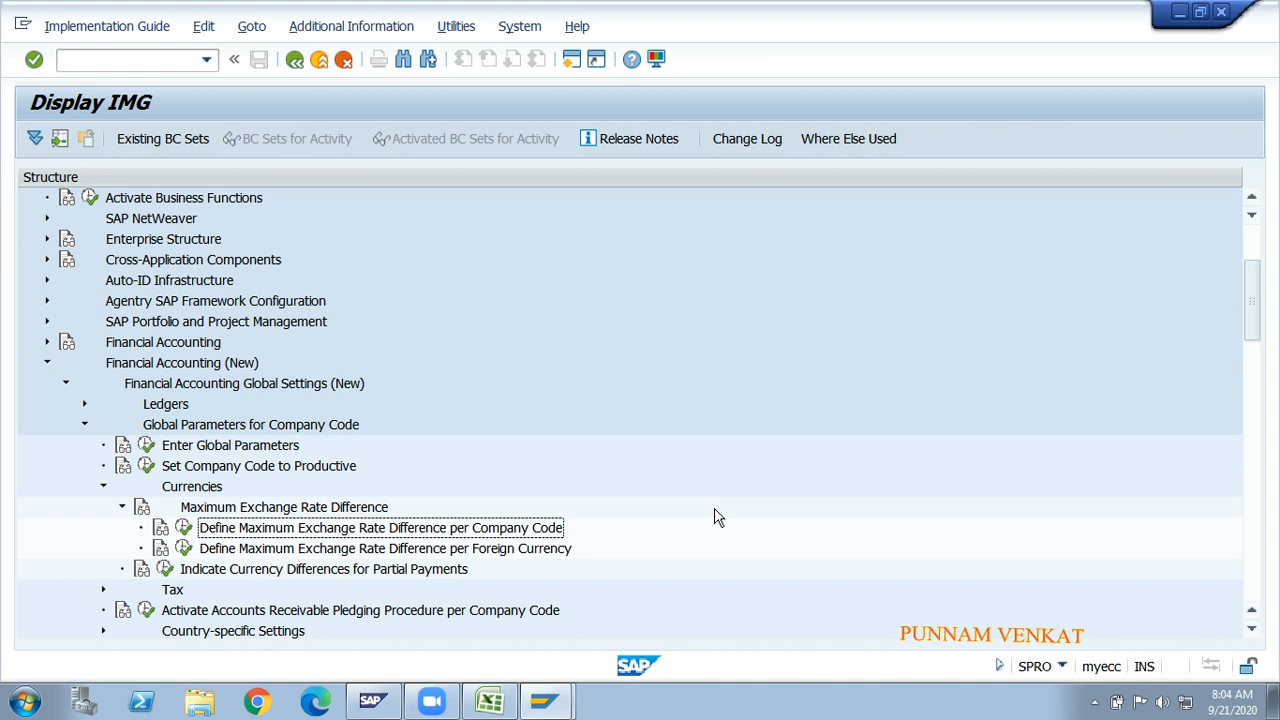 Implementation Guide Edit Goto Additional Information Utilities System Help
Display IMG
Existing BC Sets BC Sets for Activity Activated BC Sets for Activity Release Notes Change Log Where Else Used
Structure
Activate Business Functions
SAP NetWeaver
Enterprise Structure
Cross-Application Components
Auto-ID Infrastructure
Agentry SAP Framework Configuration
SAP Portfolio and Project Management
Financial Accounting
Financial Accounting (New)
Financial Accounting Global Settings (New)
Ledgers
Global Parameters for Company Code
Enter Global Parameters
Set Company Code to Productive
Currencies
Maximum Exchange Rate Difference
Define Maximum Exchange Rate Difference per Company Code
Define Maximum Exchange Rate Difference per Foreign Currency
Indicate Currency Differences for Partial Payments
Tax
Activate Accounts Receivable Pledging Procedure per Company Code
Country-specific Settings
PUNNAM VENKAT
SAP SPRO myecc INS
SAP
8:04 AM
9/21/2020